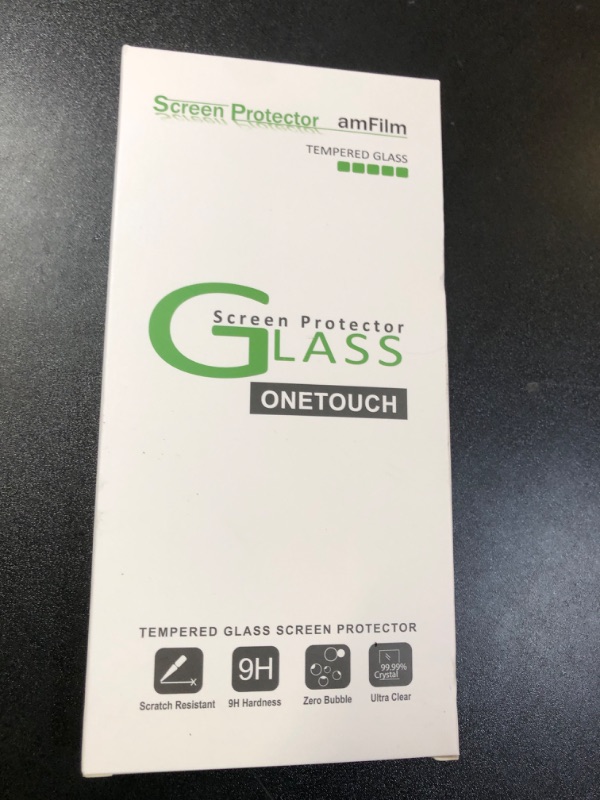 Screen Protector amFilm
TEMPERED GLASS
Screen Protector
GLASS
ONETOUCH
TEMPERED GLASS SCREEN PROTECTOR
9H
99.99%
Crystal
Scratch Resistant 9H Hardness Zero Bubble Ultra Clear